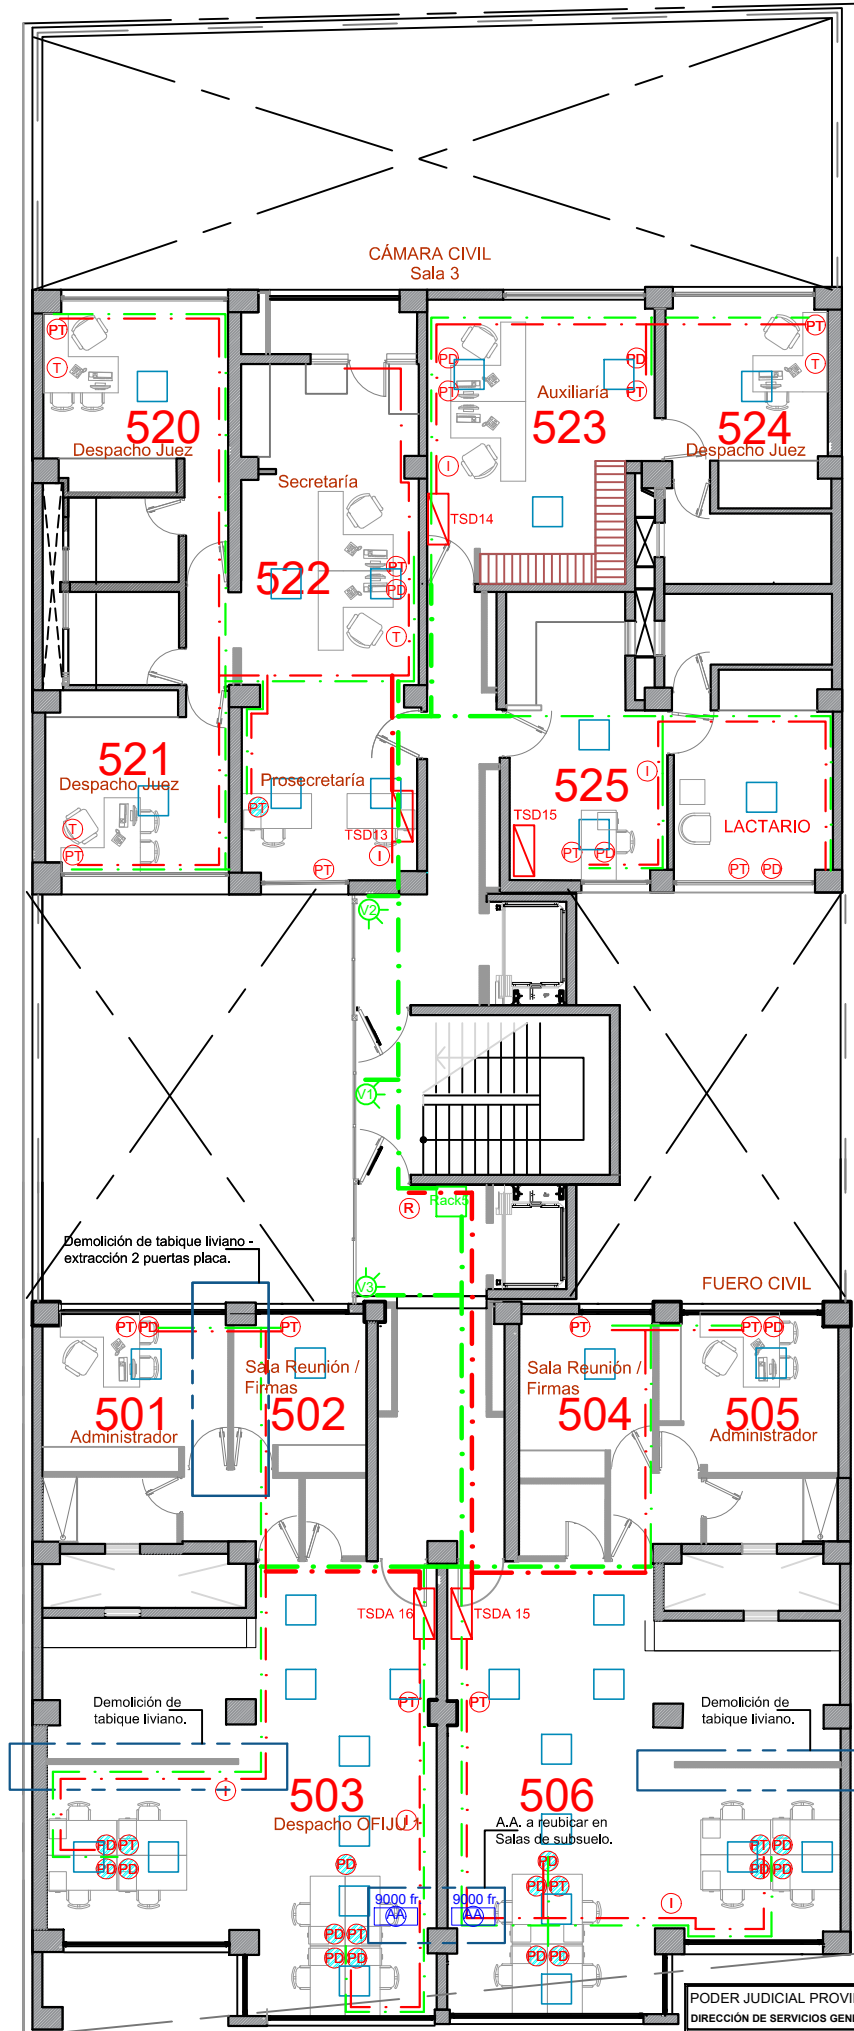 CÁMARA CIVIL
Sala 3
PT
T
520
Despacho Juez
Secretaría
522
PT
PD
T
PD
PT
I
Auxiliaría
523
PD
PT
TSD14
PT
T
524
Despacho Juez
521
Despacho Juez
T
PT
Prosecretaría
PT
TSD13
I
PT
525
I
TSD15
PT
PD
LACTARIO
PT
PD
V2
V1
R
Rack5
V3
Demolición de tabique liviano -
extracción 2 puertas placa.
FUERO CIVIL
PT
PD
PT
501
Administrador
Sala Reunión /
Firmas
502
PT
Sala Reunión /
Firmas
504
PT
PD
505
Administrador
TSDA 16
TSDA 15
PT
PT
Demolición de
tabique liviano.
Demolición de
tabique liviano.
I
503
Despacho OFIJU 1
I
506
A.A. a reubicar en
Salas de subsuelo.
PD
PT
PD
PD
PD
PD
PT
PD
PD
9000 fr
AA
9000 fr
AA
PD
PD
PT
PD
PD
PT
PD
PD
PD
I
PODER JUDICIAL
DIRECCIÓN DE SERVICIOS